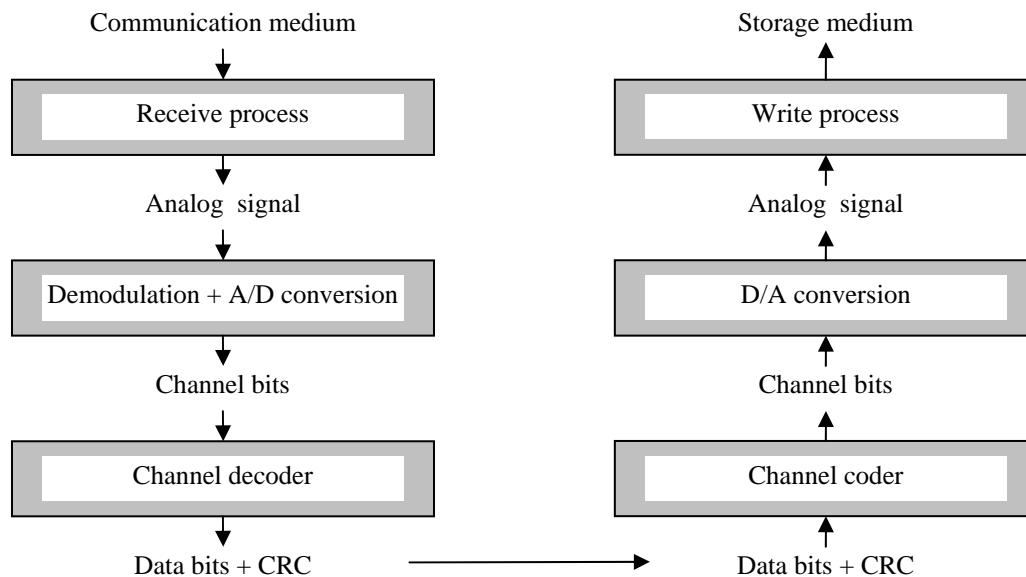 Communication medium
Receive process
Analog signal
Demodulation + A/D conversion
Channel bits
Channel decoder
Data bits + CRC
Storage medium
Write process
Analog signal
D/A conversion
Channel bits
Channel coder
Data bits + CRC